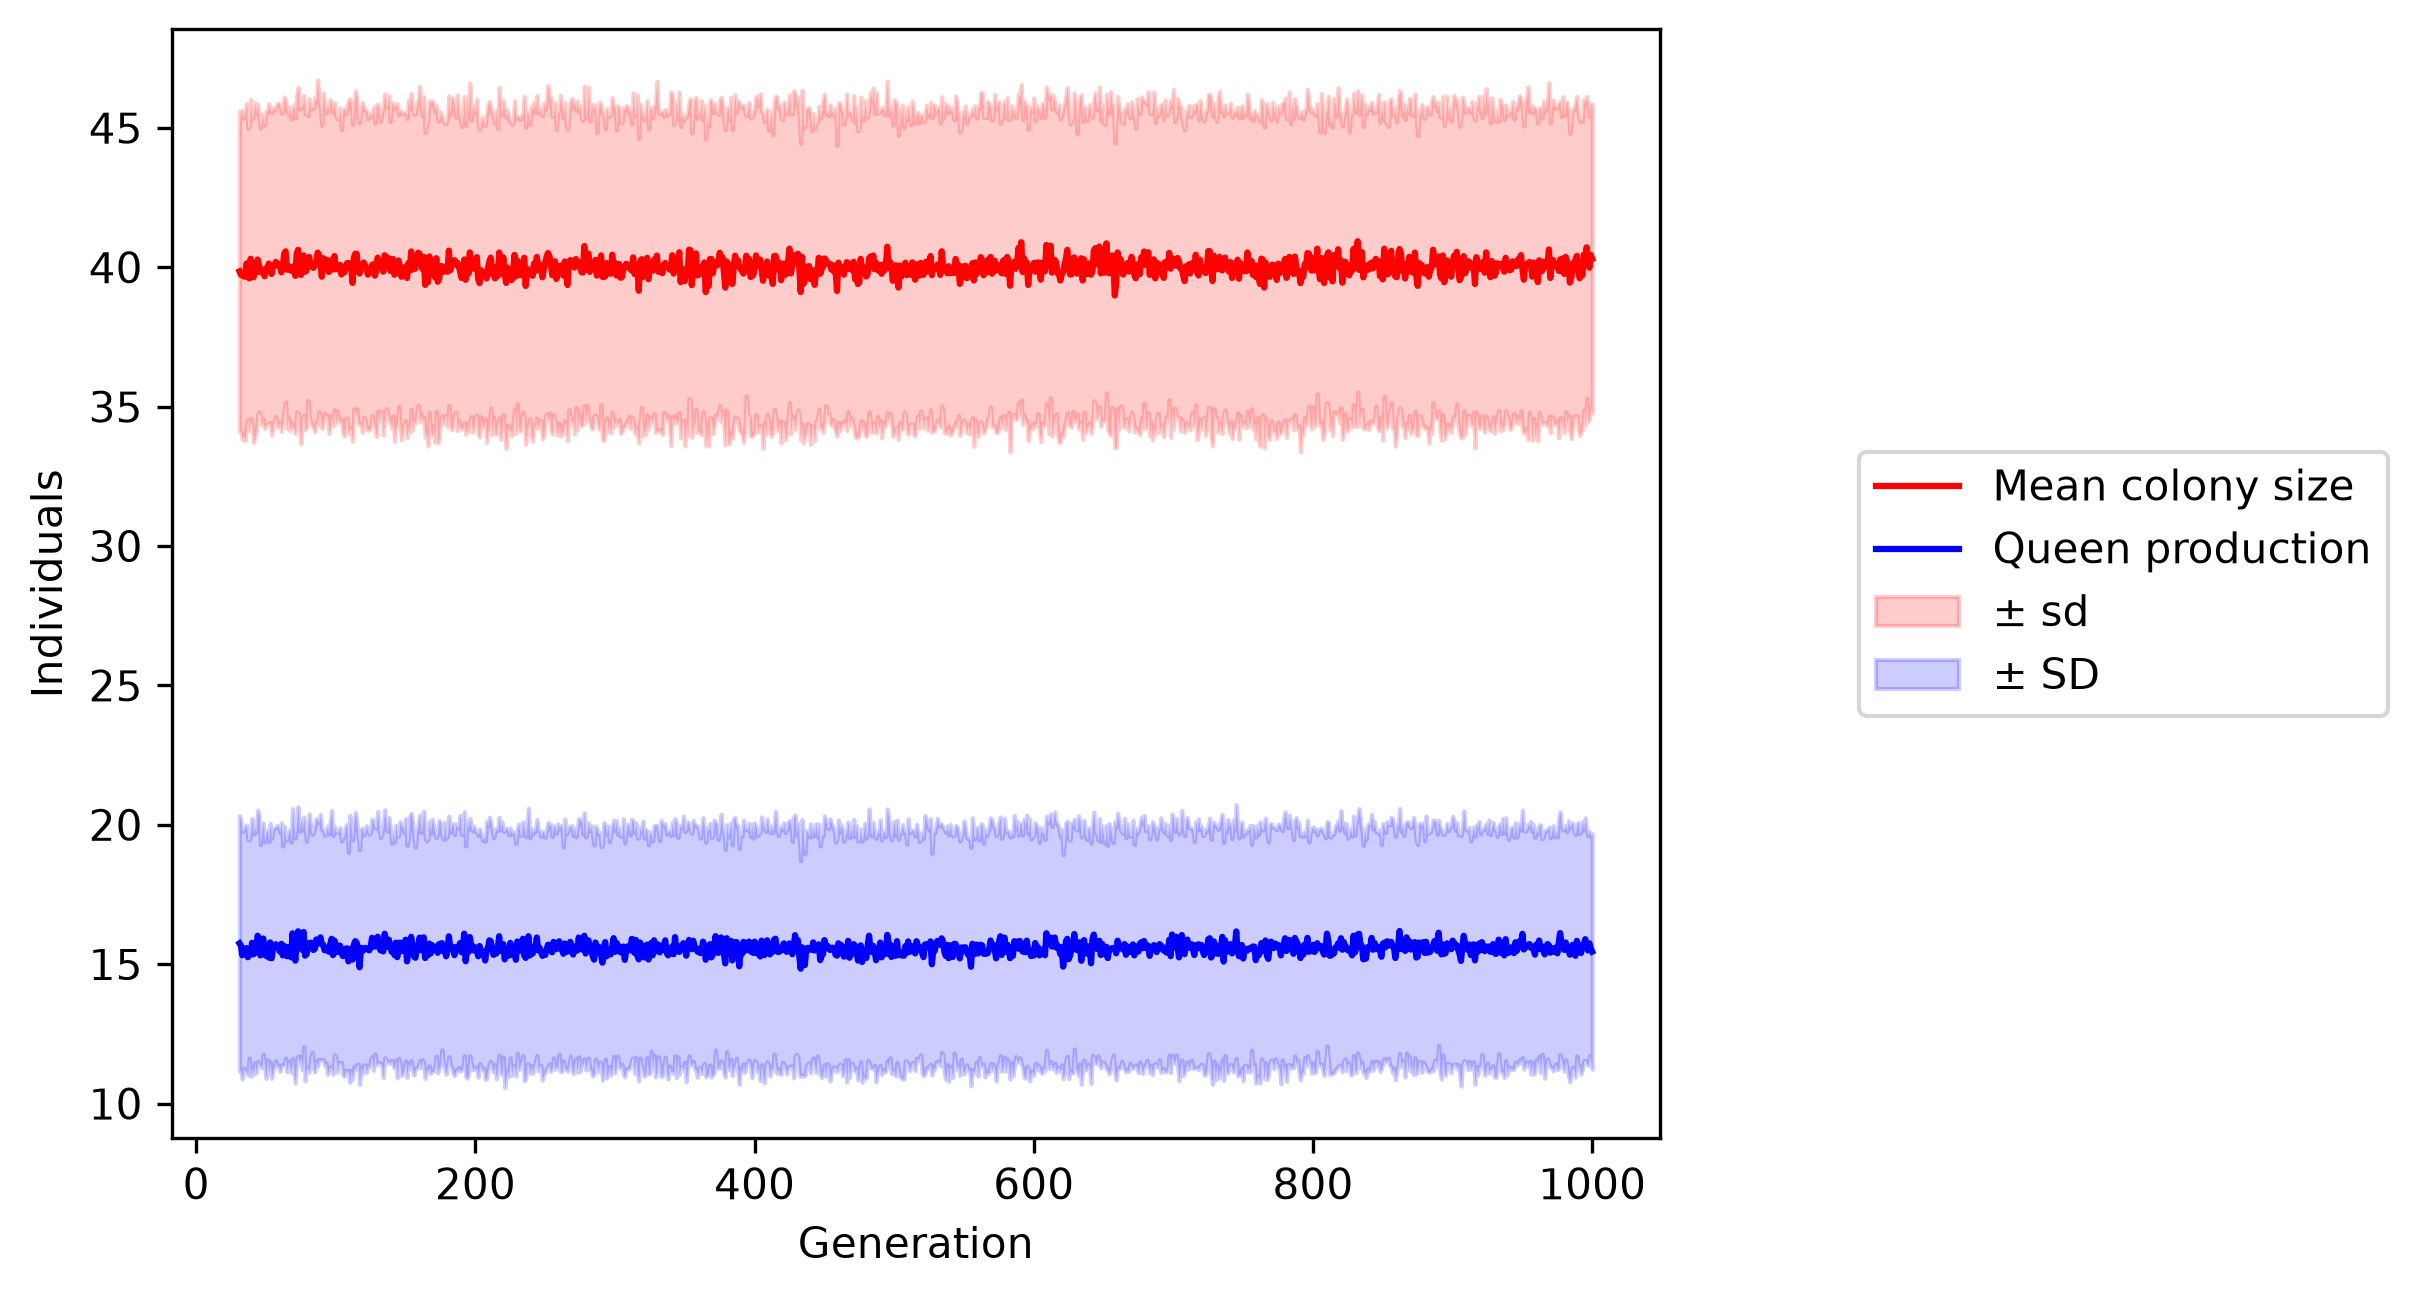 45
40
35
30
25
20
15
10
Individuals
0 200 400 600 800 1000
Generation
Mean colony size
Queen production
± sd
± SD